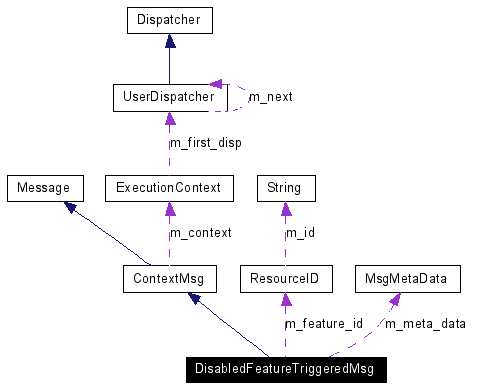 Dispatcher
UserDispatcher
m_next
m_first_disp
Message
ExecutionContext
String
m_context
m_id
ContextMsg
ResourceID
MsgMetaData
m_feature_id
m_meta_data
DisabledFeatureTriggeredMsg